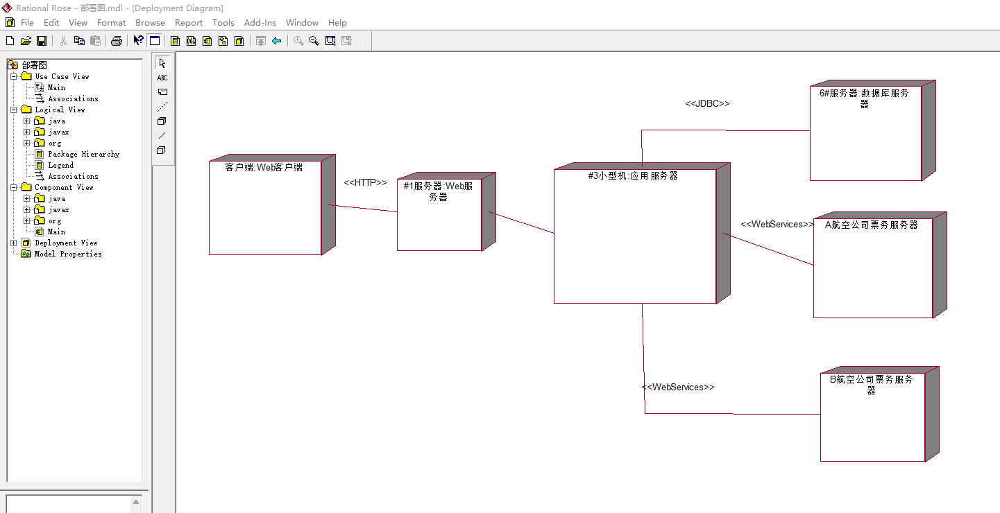 Rational Rose - 部署图.mdl - [Deployment Diagram]
File Edit View Format Browse Report Tools Add-Ins Window Help
部署图
Use Case View
Main
Associations
Logical View
java
javax
org
Package Hierarchy
Legend
Associations
Component View
java
javax
org
Main
Deployment View
Model Properties
ABC
客户端:Web客户端
<<HTTP>>
#1服务器:Web服
务器
#3小型机:应用服务器
<<JDBC>>
6#服务器:数据库服务
器
<<WebServices>>
A航空公司票务服务器
<<WebServices>>
B航空公司票务服务
器